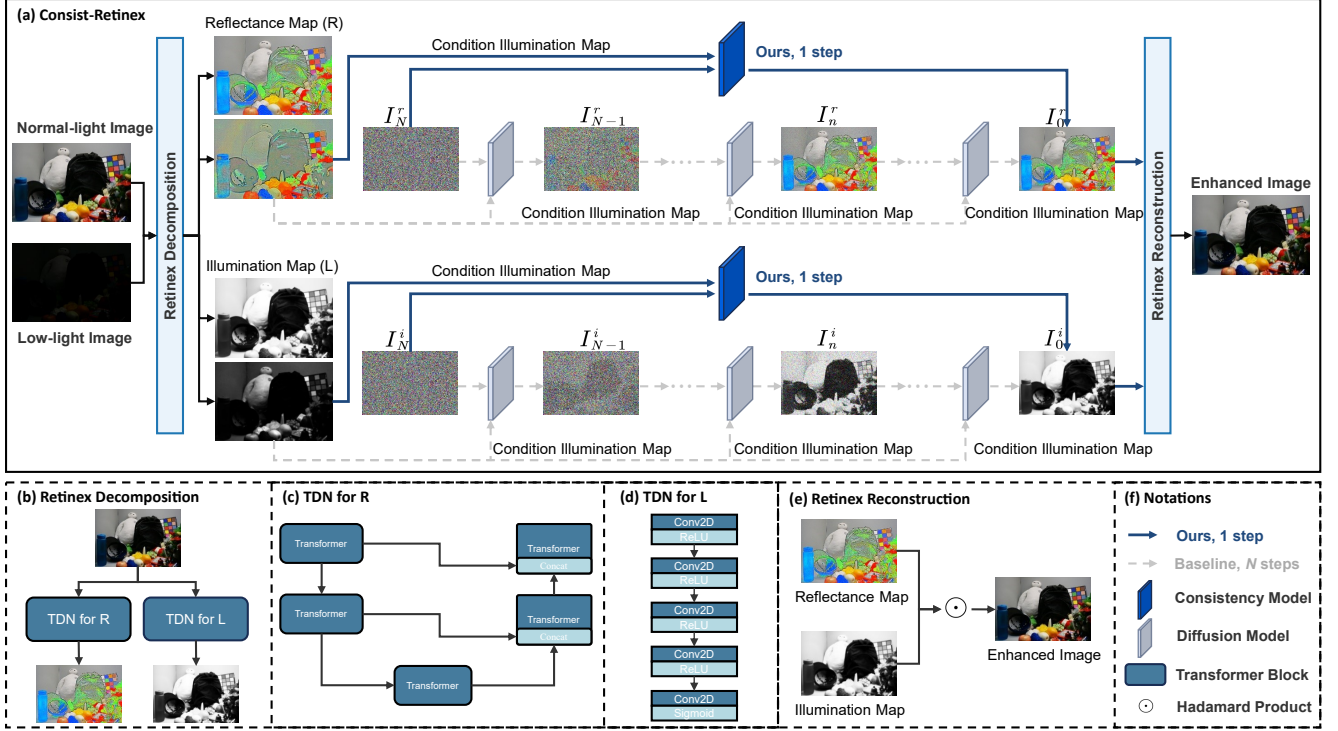 (a) Consist-Retinex
Normal-light Image
Low-light Image
Retinex Decomposition
Reflectance Map (R)
Condition Illumination Map
Ours, 1 step
I_N^r
I_{N-1}^r
I_n^r
I_0^r
Condition Illumination Map
Condition Illumination Map
Condition Illumination Map
Illumination Map (L)
Condition Illumination Map
Ours, 1 step
I_N^i
I_{N-1}^i
I_n^i
I_0^i
Condition Illumination Map
Condition Illumination Map
Condition Illumination Map
Retinex Reconstruction
Enhanced Image
(b) Retinex Decomposition
TDN for R
TDN for L
(c) TDN for R
Transformer
Transformer
Concat
Transformer
Transformer
Concat
Transformer
(d) TDN for L
Conv2D
ReLU
Conv2D
ReLU
Conv2D
ReLU
Conv2D
ReLU
Conv2D
Sigmoid
(e) Retinex Reconstruction
Reflectance Map
Illumination Map
Enhanced Image
(f) Notations
Ours, 1 step
Baseline, N steps
Consistency Model
Diffusion Model
Transformer Block
Hadamard Product